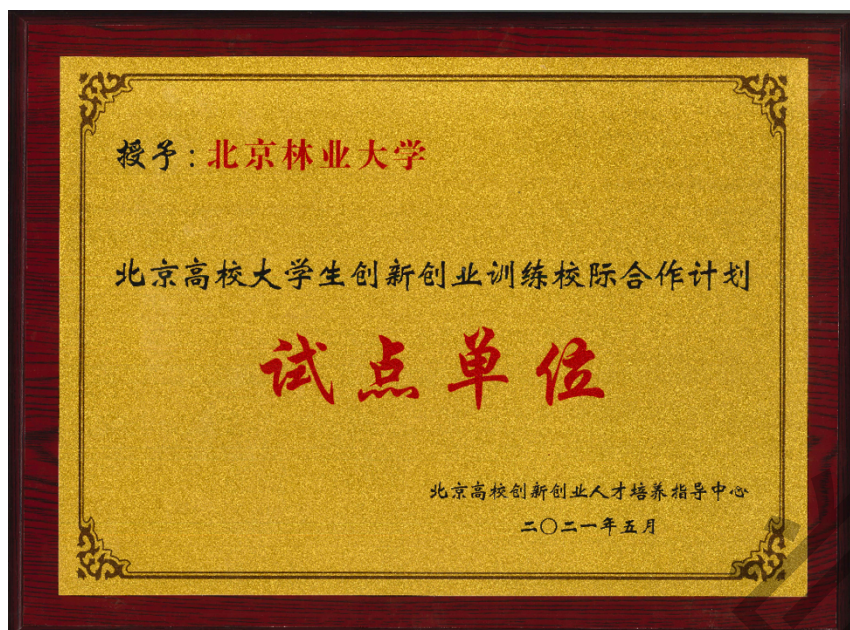 授予:北京林业大学
北京高校大学生创新创业训练校际合作计划
试点单位
北京高校创新创业人才培养指导中心
二〇二一年五月